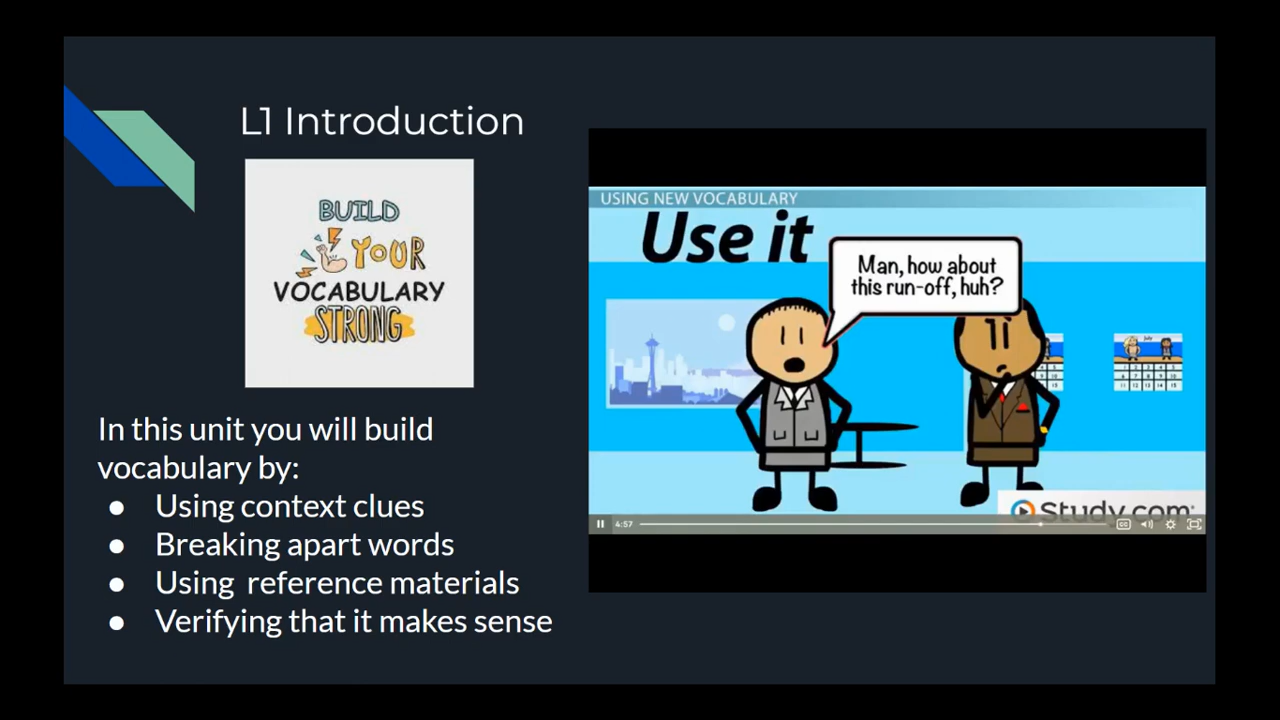 L1 Introduction
BUILD
YOUR
VOCABULARY
STRONG
In this unit you will build
vocabulary by:
● Using context clues
● Breaking apart words
● Using reference materials
● Verifying that it makes sense
USING NEW VOCABULARY
Use it
Man, how about
this run-off, huh?
July
Study.com
4:57
CC